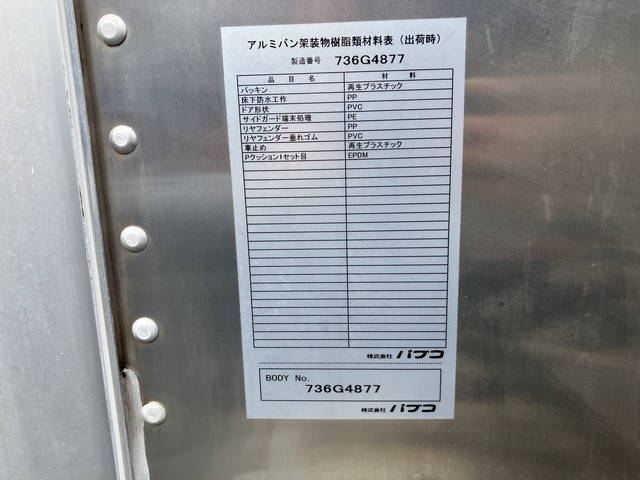 アルミバン架装物樹脂類材料表（出荷時）
製造番号 736G4877
品目名 材料
パッキン 再生プラスチック
床下防水工作 PP
ドア形状 PVC
サイドガード端末処理 PE
リヤフェンダー PP
リヤフェンダー垂れゴム PVC
車止め 再生プラスチック
Pクッション1セット目 EPDM
株式会社 パブコ
BODY No.
736G4877
株式会社 パブコ